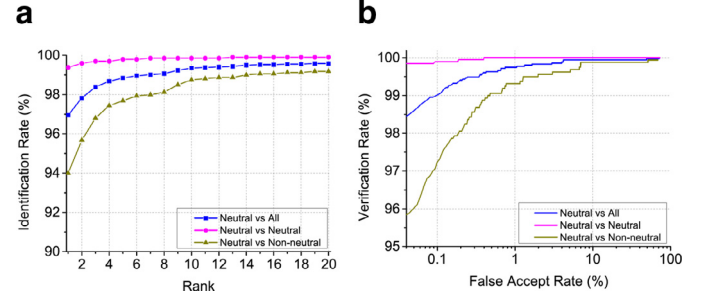 a
100
98
96
94
92
90
Identification Rate (%)
2 4 6 8 10 12 14 16 18 20
Rank
Neutral vs All
Neutral vs Neutral
Neutral vs Non-neutral
b
100
99
98
97
96
95
Verification Rate (%)
0.1 1 10 100
False Accept Rate (%)
Neutral vs All
Neutral vs Neutral
Neutral vs Non-neutral